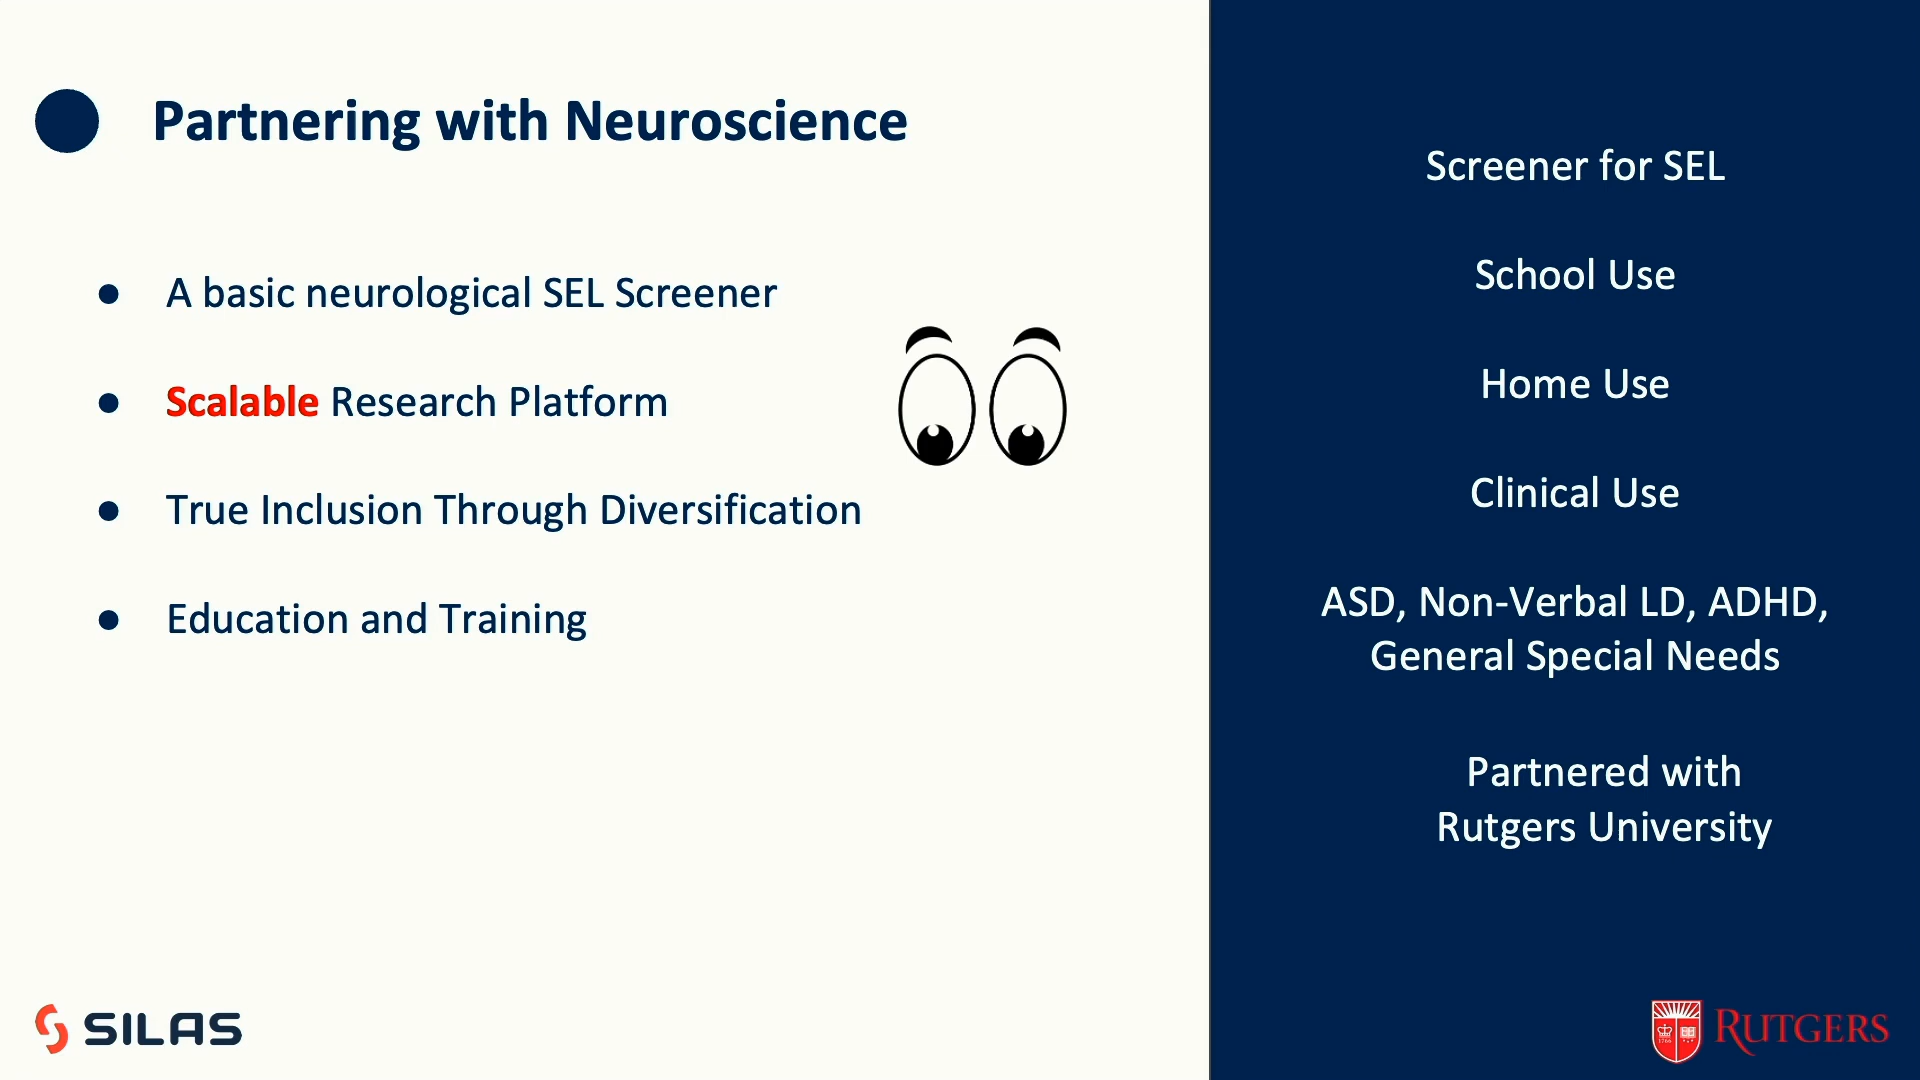 Partnering with Neuroscience
● A basic neurological SEL Screener
● Scalable Research Platform
● True Inclusion Through Diversification
● Education and Training
SILAS
Screener for SEL
School Use
Home Use
Clinical Use
ASD, Non-Verbal LD, ADHD,
General Special Needs
Partnered with
Rutgers University
1766
RUTGERS